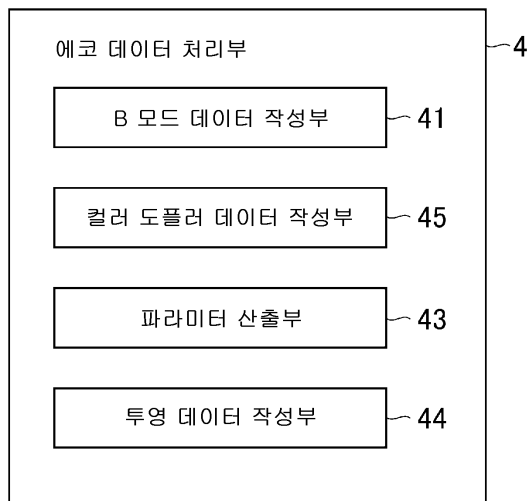 에코 데이터 처리부 4
B 모드 데이터 작성부 41
컬러 도플러 데이터 작성부 45
파라미터 산출부 43
투영 데이터 작성부 44